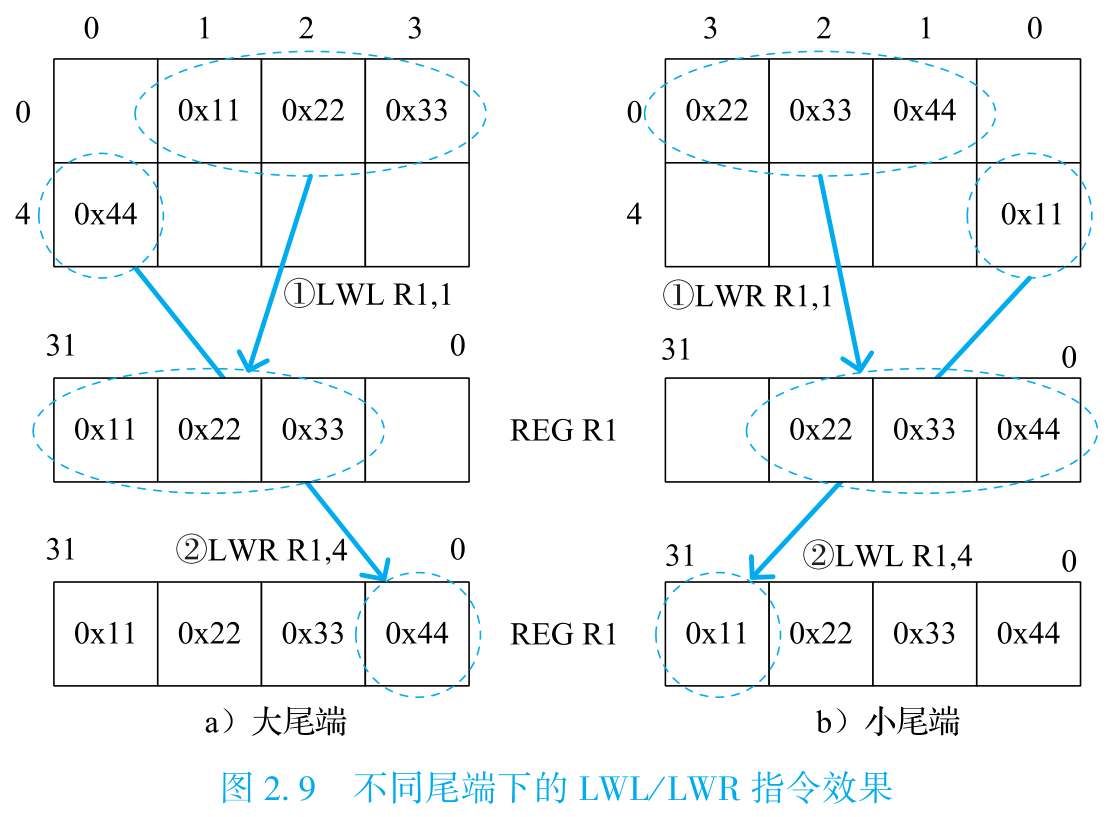 0 1 2 3
0 0x11 0x22 0x33
4 0x44
①LWL R1,1
31 0
0x11 0x22 0x33
②LWR R1,4
31 0
0x11 0x22 0x33 0x44
a）大尾端
REG R1
REG R1
3 2 1 0
0 0x22 0x33 0x44
4 0x11
①LWR R1,1
31 0
0x22 0x33 0x44
②LWL R1,4
31 0
0x11 0x22 0x33 0x44
b）小尾端
图 2. 9 不同尾端下的 LWL/LWR 指令效果